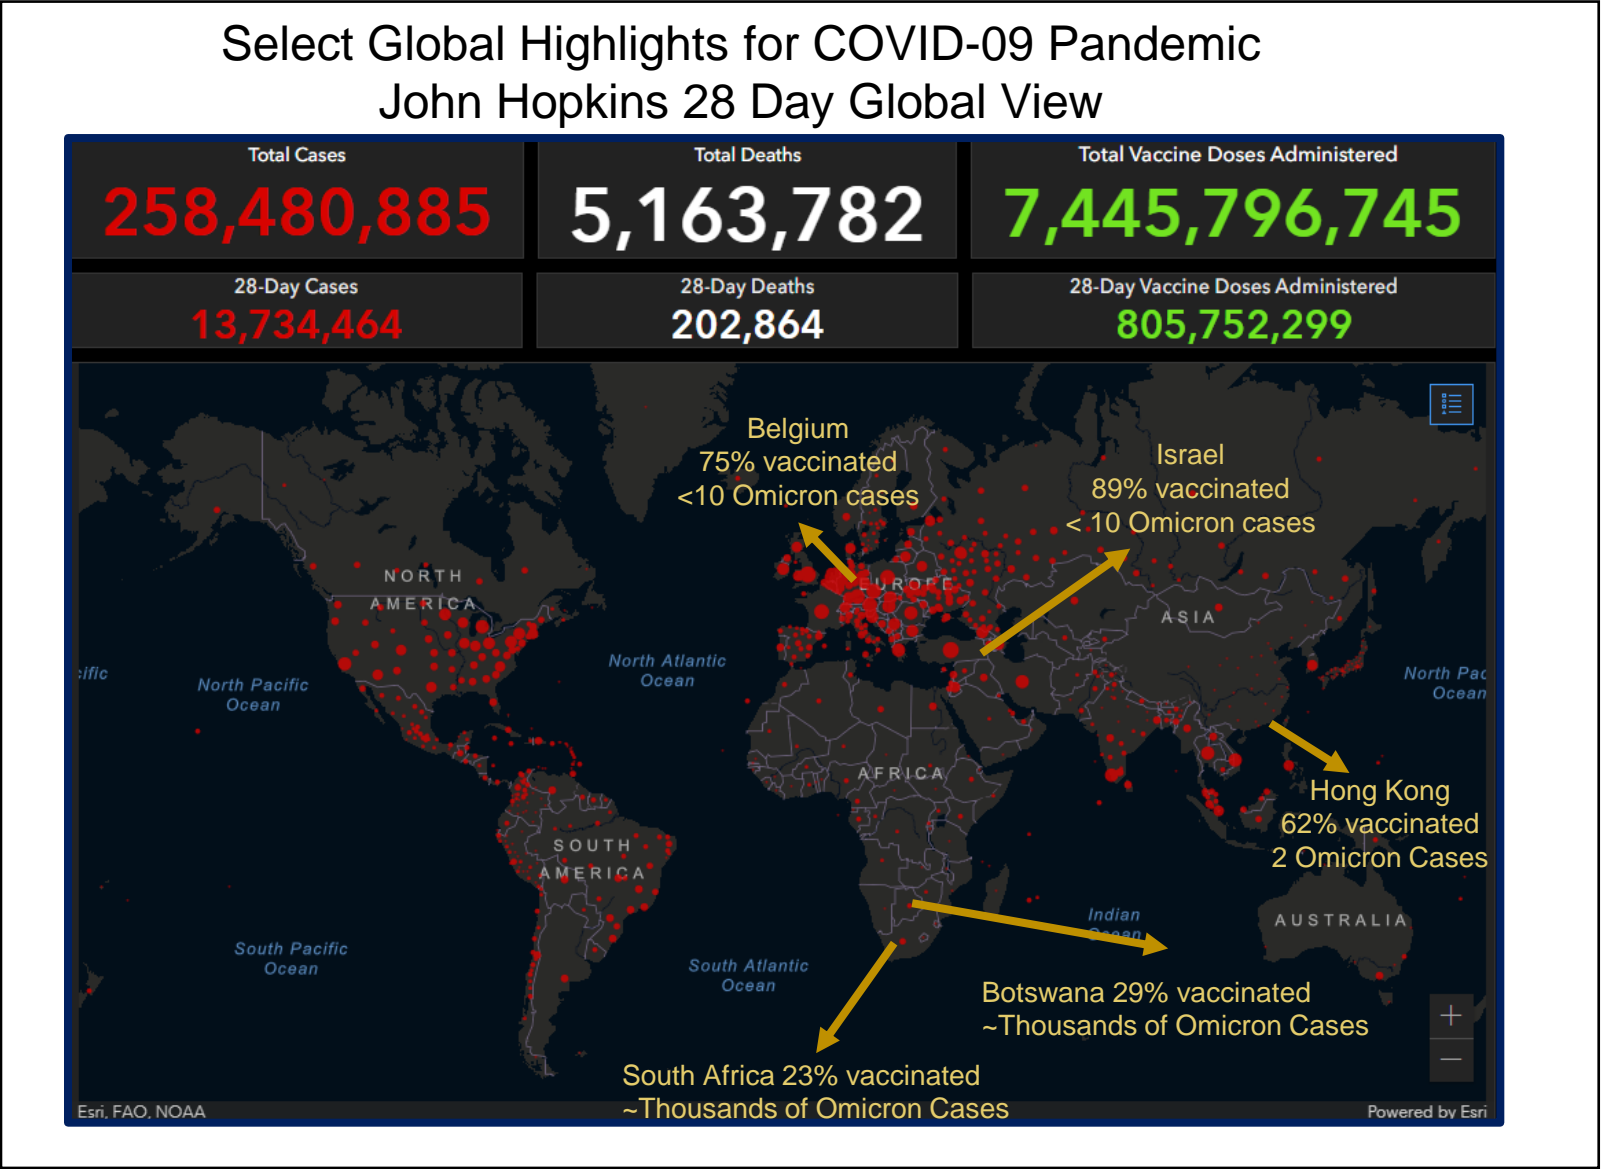 Select Global Highlights for COVID-09 Pandemic
John Hopkins 28 Day Global View
Total Cases
258,480,885
Total Deaths
5,163,782
Total Vaccine Doses Administered
7,445,796,745
28-Day Cases
13,734,464
28-Day Deaths
202,864
28-Day Vaccine Doses Administered
805,752,299
Belgium
75% vaccinated
<10 Omicron cases
Israel
89% vaccinated
< 10 Omicron cases
NORTH
AMERICA
EUROPE
ASIA
North Atlantic
Ocean
cific
North Pacific
Ocean
North Pac
Ocean
AFRICA
Hong Kong
62% vaccinated
2 Omicron Cases
SOUTH
AMERICA
Indian
Ocean
AUSTRALIA
South Pacific
Ocean
South Atlantic
Ocean
Botswana 29% vaccinated
~Thousands of Omicron Cases
South Africa 23% vaccinated
~Thousands of Omicron Cases
Esri, FAO, NOAA
Powered by Esri